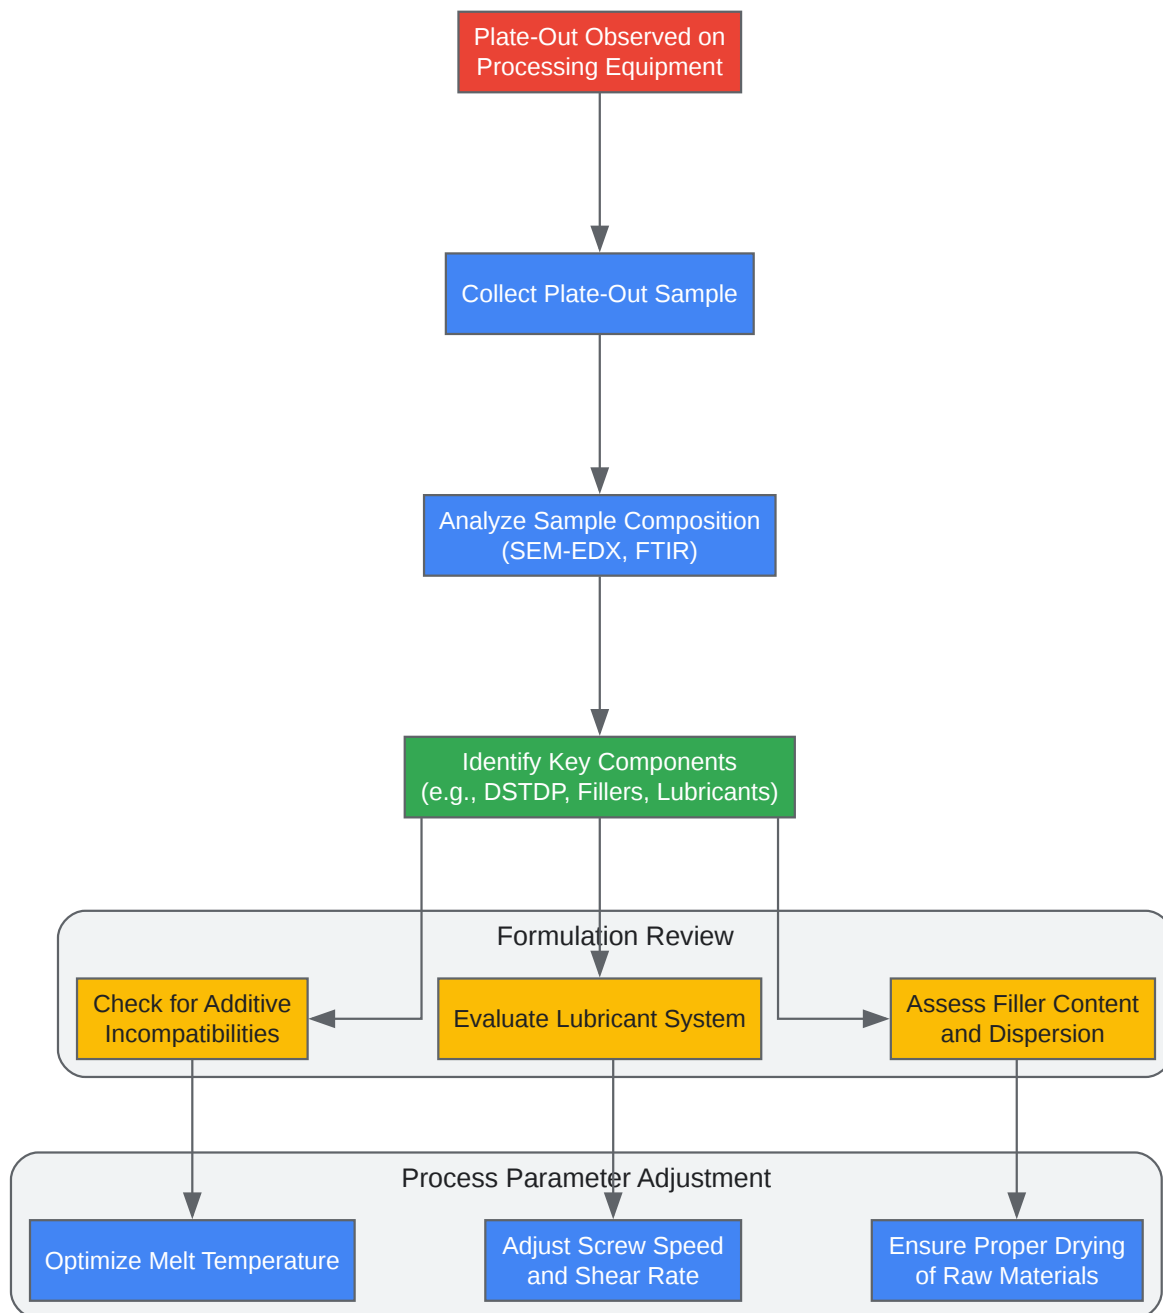 Plate-Out Observed on
Processing Equipment
Collect Plate-Out Sample
Analyze Sample Composition
(SEM-EDX, FTIR)
Identify Key Components
(e.g., DSTDP, Fillers, Lubricants)
Formulation Review
Check for Additive
Incompatibilities
Evaluate Lubricant System
Assess Filler Content
and Dispersion
Process Parameter Adjustment
Optimize Melt Temperature
Adjust Screw Speed
and Shear Rate
Ensure Proper Drying
of Raw Materials